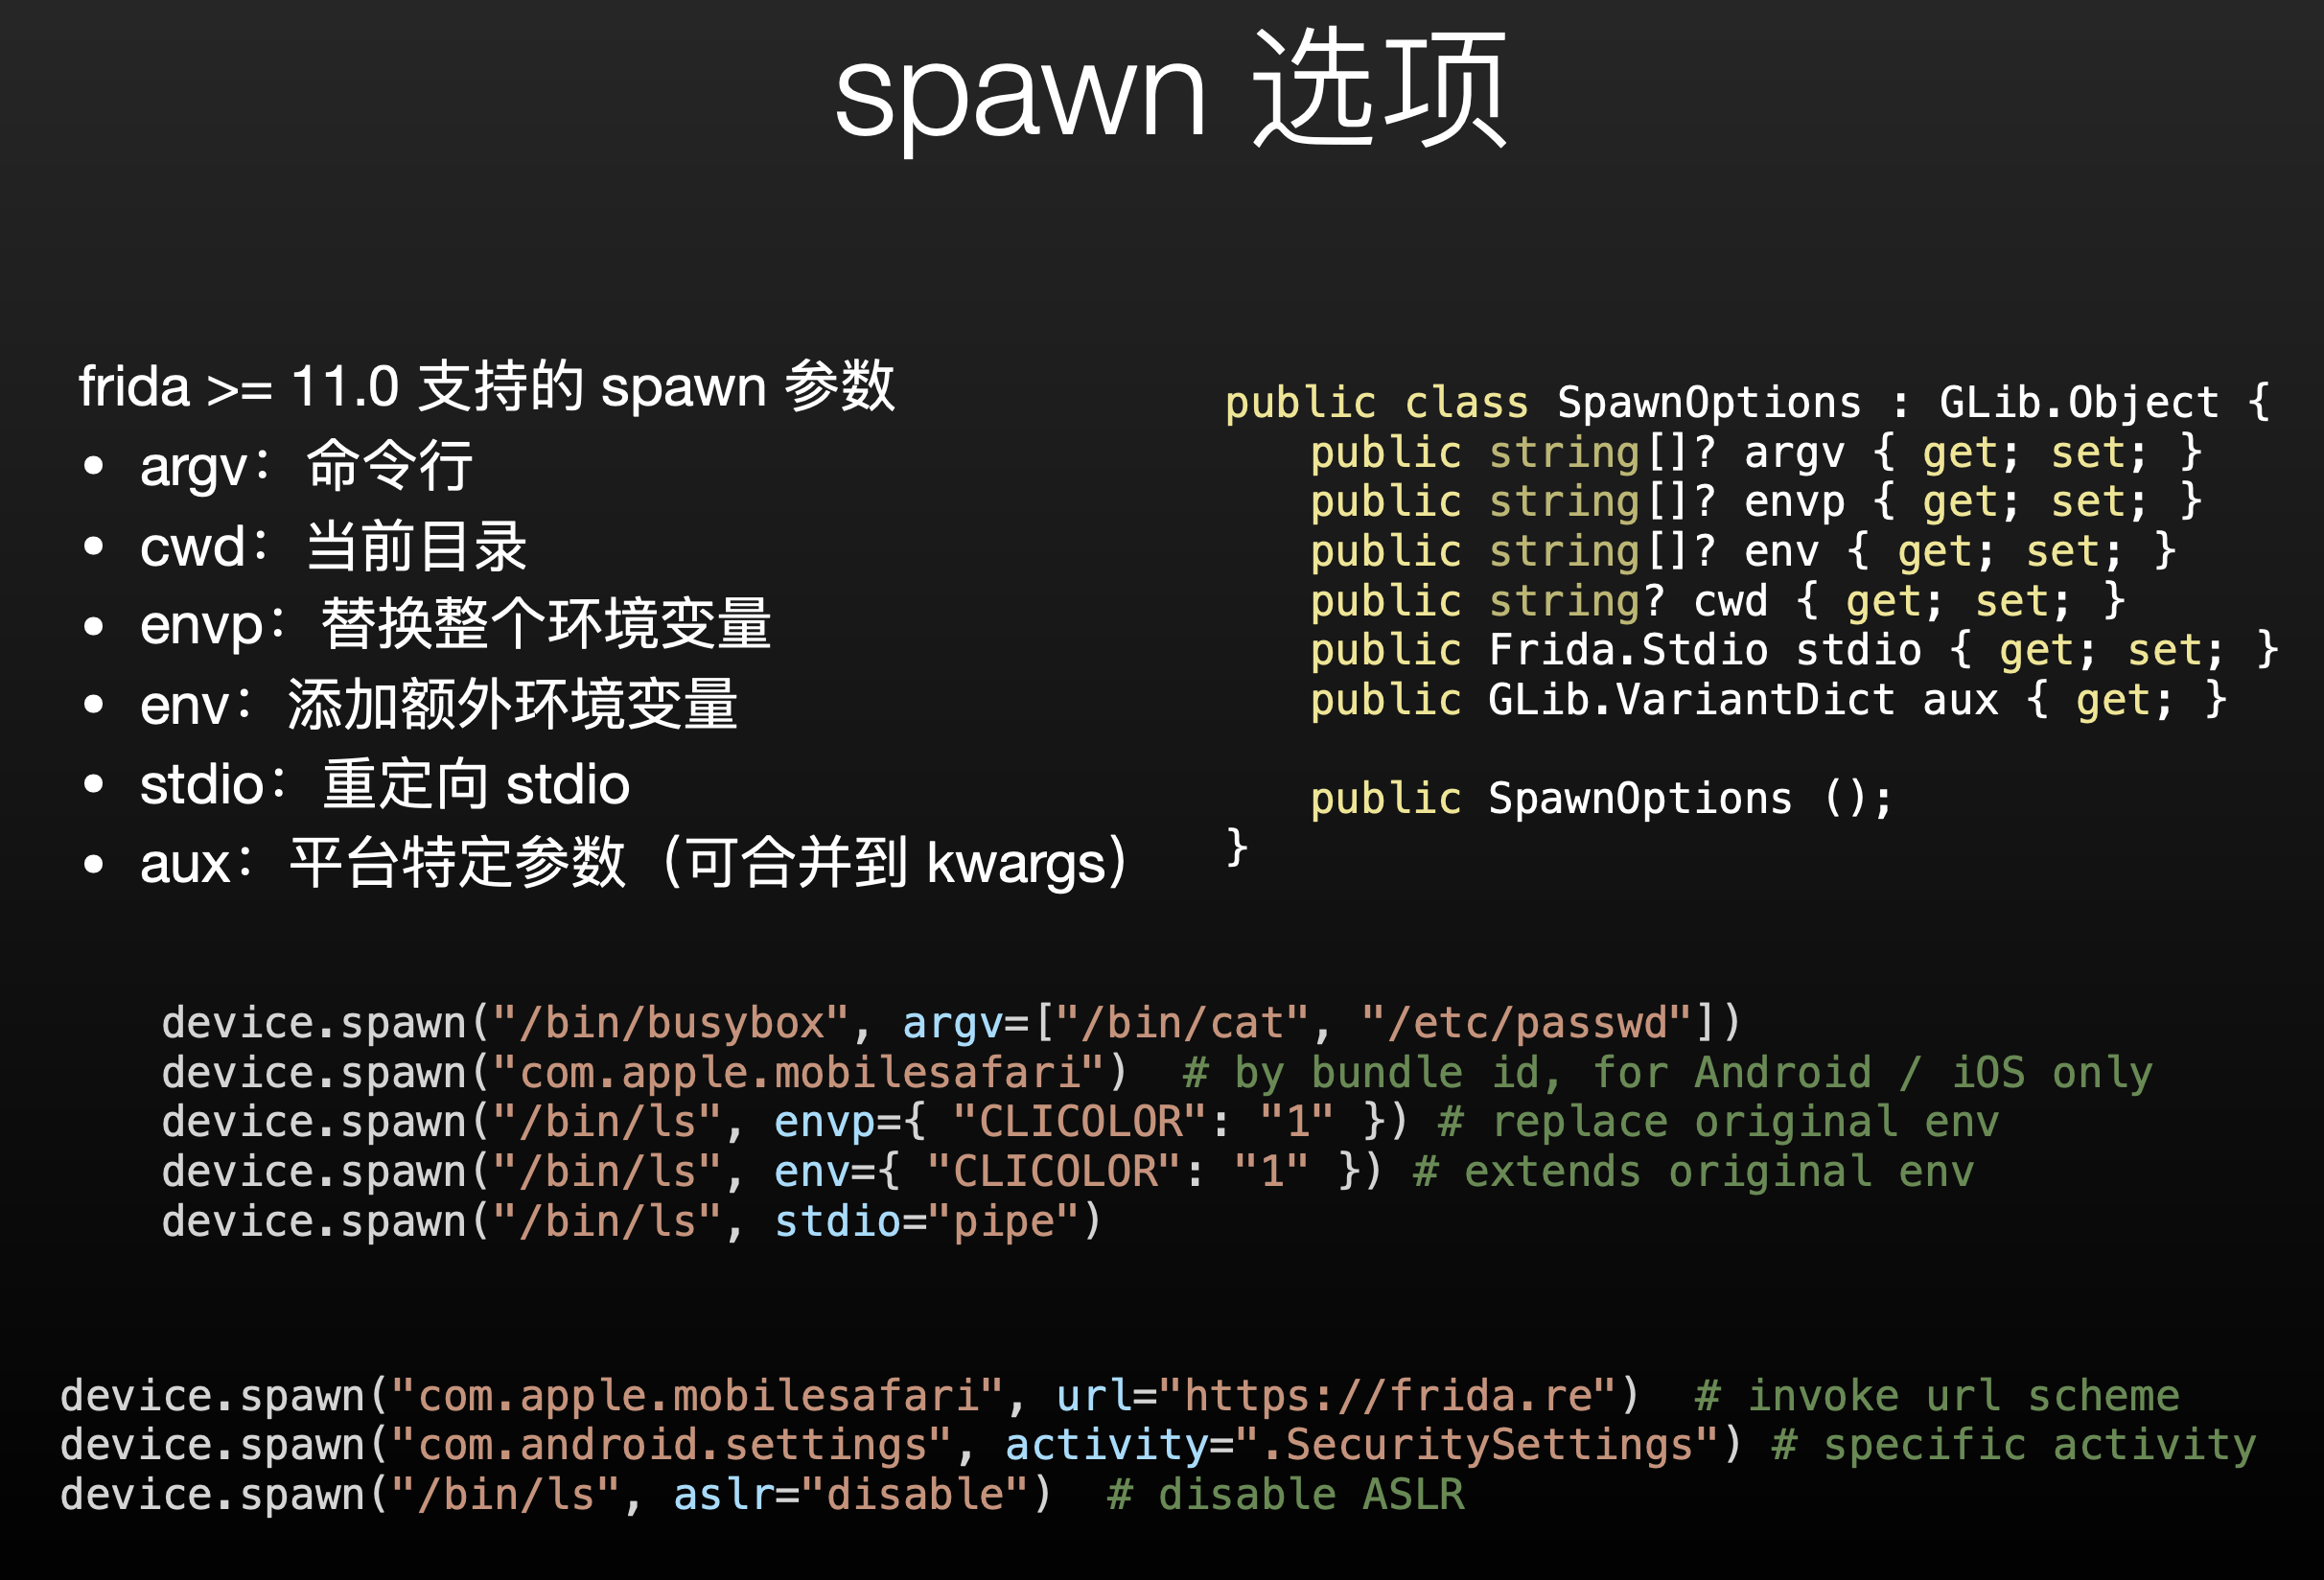 spawn 选项
frida >= 11.0 支持的 spawn 参数
• argv：命令行
• cwd：当前目录
• envp：替换整个环境变量
• env：添加额外环境变量
• stdio：重定向 stdio
• aux：平台特定参数（可合并到 kwargs）
public class SpawnOptions : GLib.Object {
public string[]? argv { get; set; }
public string[]? envp { get; set; }
public string[]? env { get; set; }
public string? cwd { get; set; }
public Frida.Stdio stdio { get; set; }
public GLib.VariantDict aux { get; }
public SpawnOptions ();
}
device.spawn("/bin/busybox", argv=["/bin/cat", "/etc/passwd"])
device.spawn("com.apple.mobilesafari")  # by bundle id, for Android / iOS only
device.spawn("/bin/ls", envp={ "CLICOLOR": "1" }) # replace original env
device.spawn("/bin/ls", env={ "CLICOLOR": "1" }) # extends original env
device.spawn("/bin/ls", stdio="pipe")
device.spawn("com.apple.mobilesafari", url="https://frida.re")  # invoke url scheme
device.spawn("com.android.settings", activity=".SecuritySettings") # specific activity
device.spawn("/bin/ls", aslr="disable")  # disable ASLR